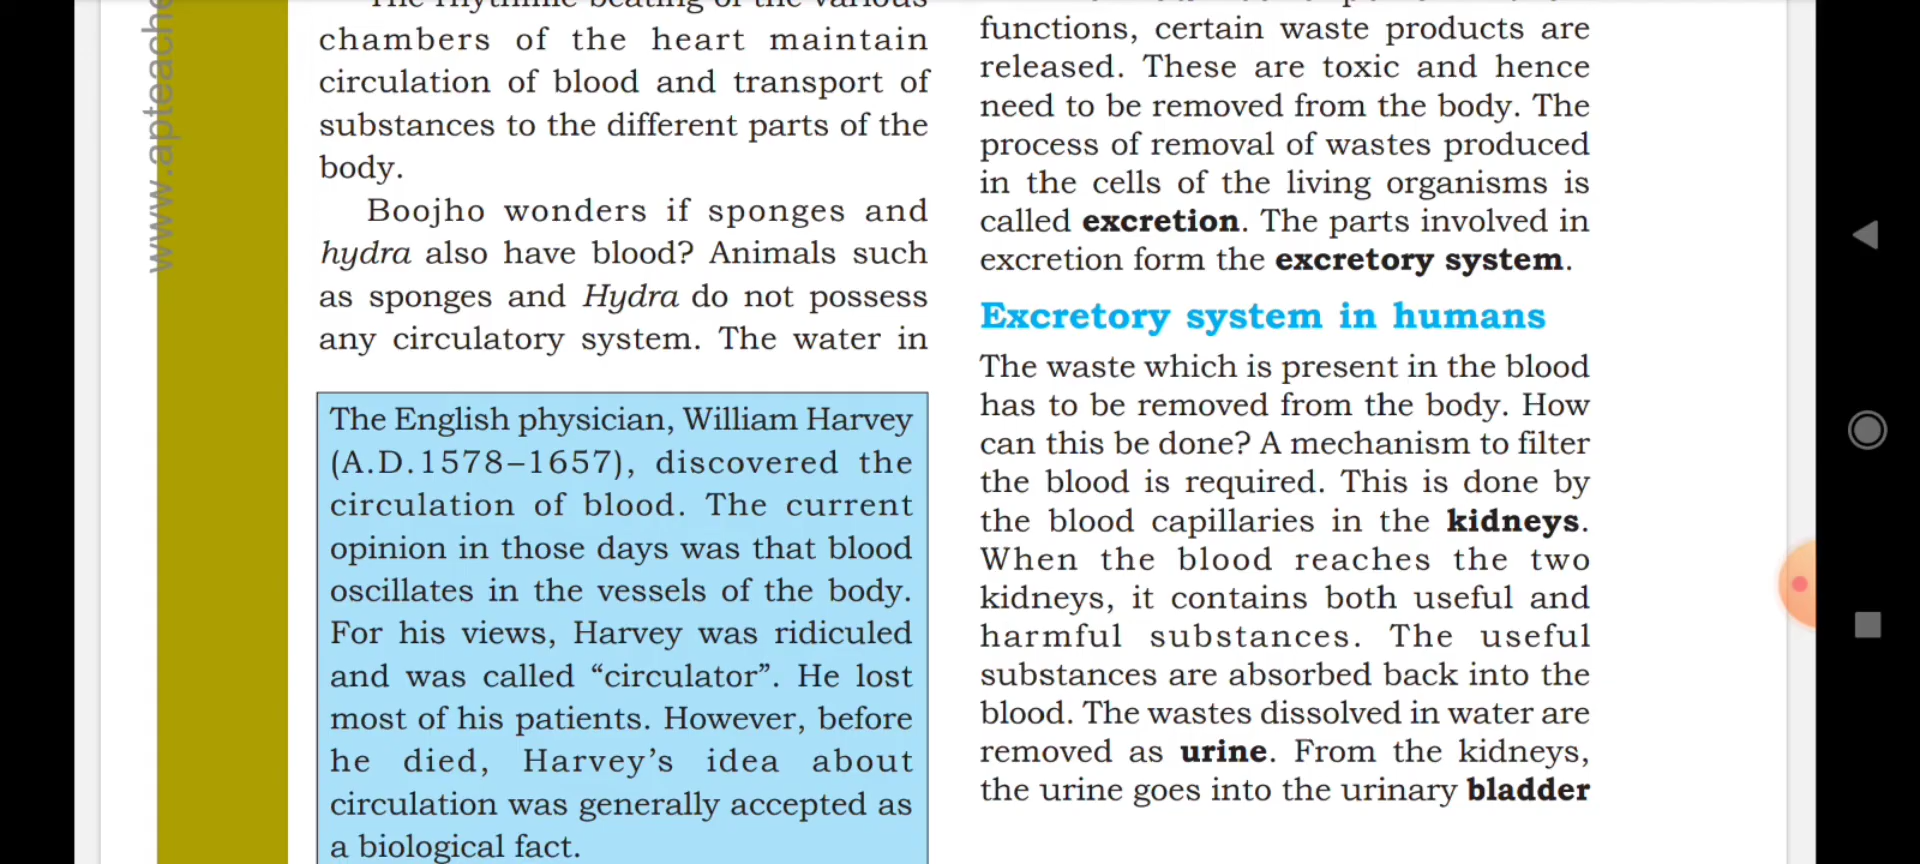 www.apteache
chambers of the heart maintain
circulation of blood and transport of
substances to the different parts of the
body.
Boojho wonders if sponges and
hydra also have blood? Animals such
as sponges and Hydra do not possess
any circulatory system. The water in
The English physician, William Harvey
(A.D.1578–1657), discovered the
circulation of blood. The current
opinion in those days was that blood
oscillates in the vessels of the body.
For his views, Harvey was ridiculed
and was called “circulator”. He lost
most of his patients. However, before
he died, Harvey’s idea about
circulation was generally accepted as
a biological fact.
functions, certain waste products are
released. These are toxic and hence
need to be removed from the body. The
process of removal of wastes produced
in the cells of the living organisms is
called excretion. The parts involved in
excretion form the excretory system.
Excretory system in humans
The waste which is present in the blood
has to be removed from the body. How
can this be done? A mechanism to filter
the blood is required. This is done by
the blood capillaries in the kidneys.
When the blood reaches the two
kidneys, it contains both useful and
harmful substances. The useful
substances are absorbed back into the
blood. The wastes dissolved in water are
removed as urine. From the kidneys,
the urine goes into the urinary bladder